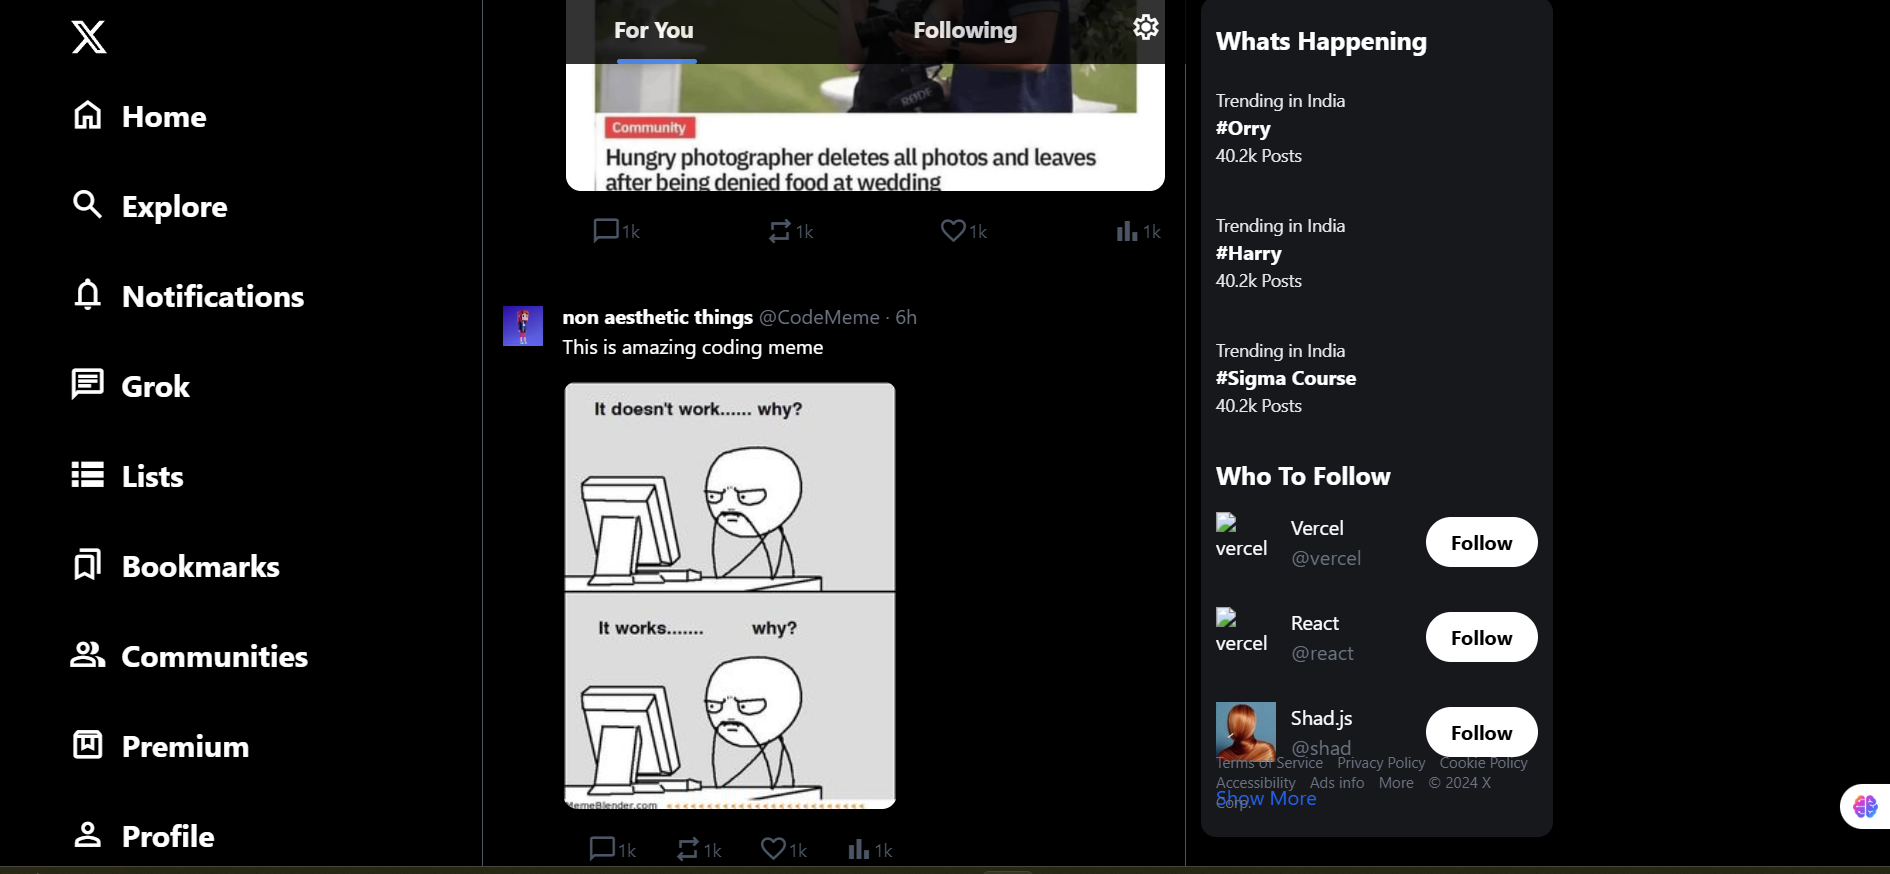 Home
Explore
Notifications
Grok
Lists
Bookmarks
Communities
Premium
Profile
For You Following
RØDE
Community
Hungry photographer deletes all photos and leaves
after being denied food at wedding
1k 1k 1k 1k
non aesthetic things @CodeMeme · 6h
This is amazing coding meme
It doesn't work...... why?
It works....... why?
MemeBlender.com
1k 1k 1k 1k
Whats Happening
Trending in India
#Orry
40.2k Posts
Trending in India
#Harry
40.2k Posts
Trending in India
#Sigma Course
40.2k Posts
Who To Follow
vercel
Vercel
@vercel
Follow
vercel
React
@react
Follow
Shad.js
@shad
Follow
Terms of Service Privacy Policy Cookie Policy
Accessibility Ads info More © 2024 X
Corp.
Show More